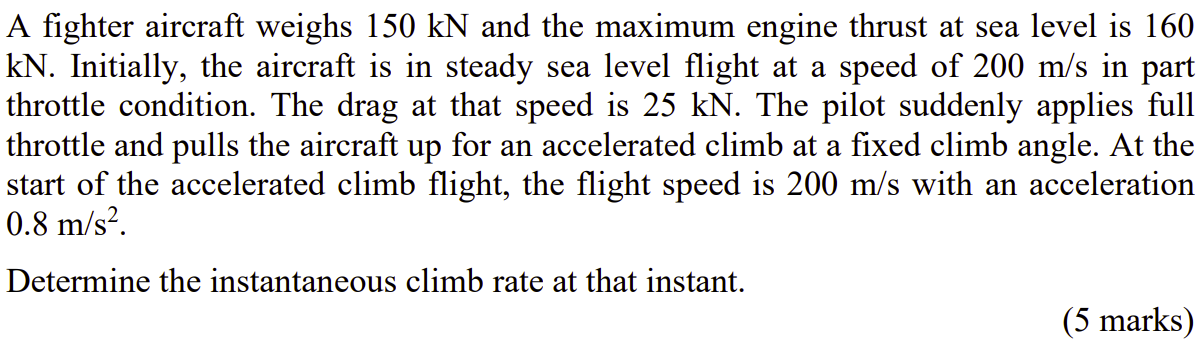 A fighter aircraft weighs 150 kN and the maximum engine thrust at sea level is 160
kN. Initially, the aircraft is in steady sea level flight at a speed of 200 m/s in part
throttle condition. The drag at that speed is 25 kN. The pilot suddenly applies full
throttle and pulls the aircraft up for an accelerated climb at a fixed climb angle. At the
start of the accelerated climb flight, the flight speed is 200 m/s with an acceleration
0.8 m/s².
Determine the instantaneous climb rate at that instant.
(5 marks)